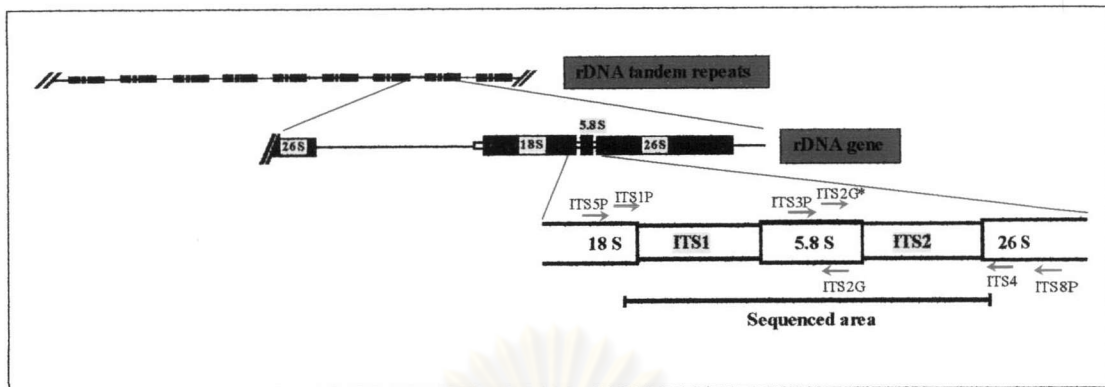 rDNA tandem repeats
5.8S
26S
18S
26S
rDNA gene
ITS5P
ITS1P
ITS3P
ITS2G*
18 S
ITS1
5.8 S
ITS2
26 S
ITS2G
ITS4
ITS8P
Sequenced area